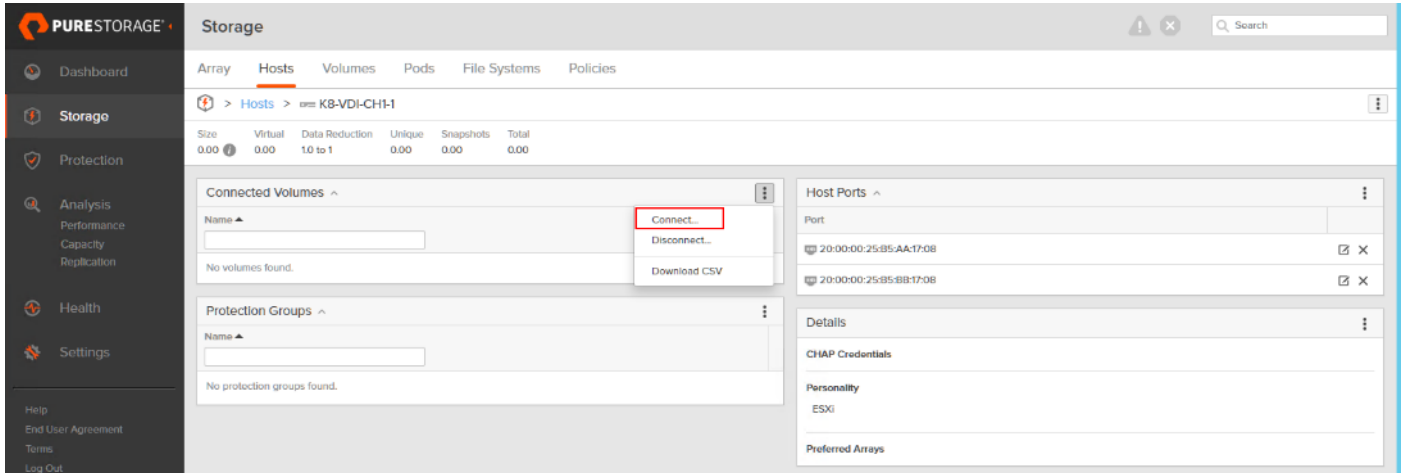 PURESTORAGE®
Dashboard
Storage
Protection
Analysis
Performance
Capacity
Replication
Health
Settings
Help
End User Agreement
Terms
Log Out
Storage
Search
Array Hosts Volumes Pods File Systems Policies
> Hosts > K8-VDI-CH1-1
Size Virtual Data Reduction Unique Snapshots Total
0.00 0.00 1.0 to 1 0.00 0.00 0.00
Connected Volumes
Name
No volumes found.
Connect...
Disconnect...
Download CSV
Protection Groups
Name
No protection groups found.
Host Ports
Port
20:00:00:25:B5:AA:17:08
20:00:00:25:B5:BB:17:08
Details
CHAP Credentials
Personality
ESXi
Preferred Arrays